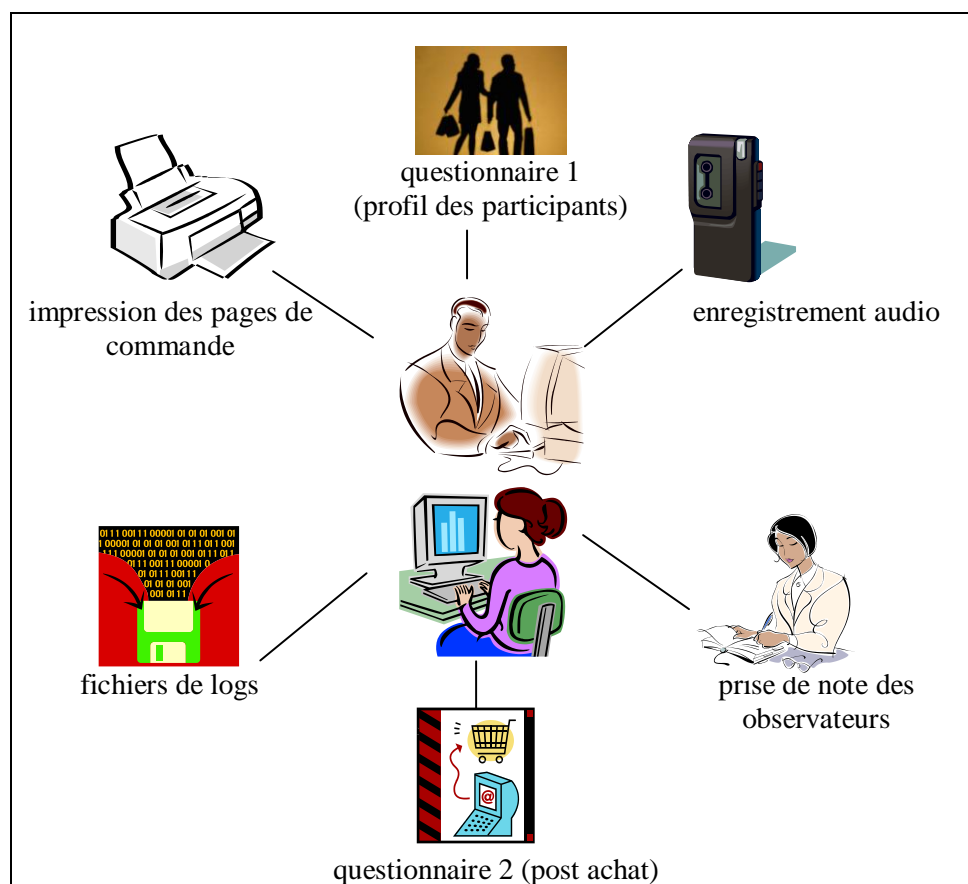 questionnaire 1
(profil des participants)
impression des pages de
commande
enregistrement audio
fichiers de logs
prise de note des
observateurs
questionnaire 2 (post achat)
@